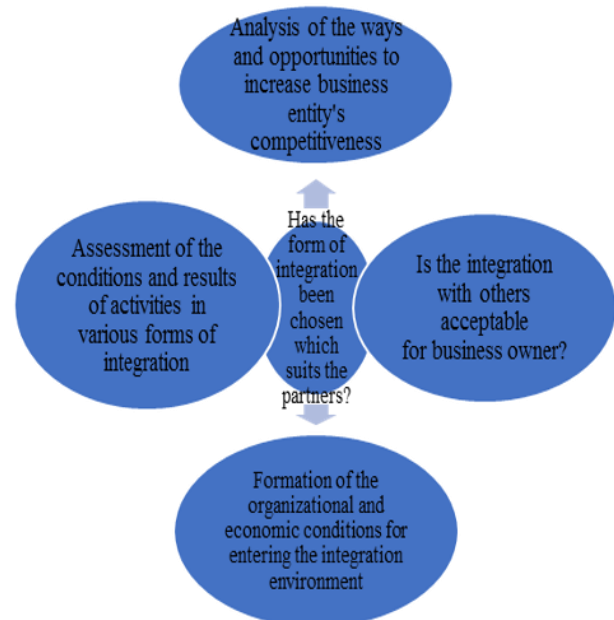 Analysis of the ways
and opportunities to
increase business
entity's
competitiveness
Assessment of the
conditions and results
of activities in
various forms of
integration
Has the
form of
integration
been
chosen
which
suits the
partners?
Is the integration
with others
acceptable
for business owner?
Formation of the
organizational and
economic conditions for
entering the integration
environment